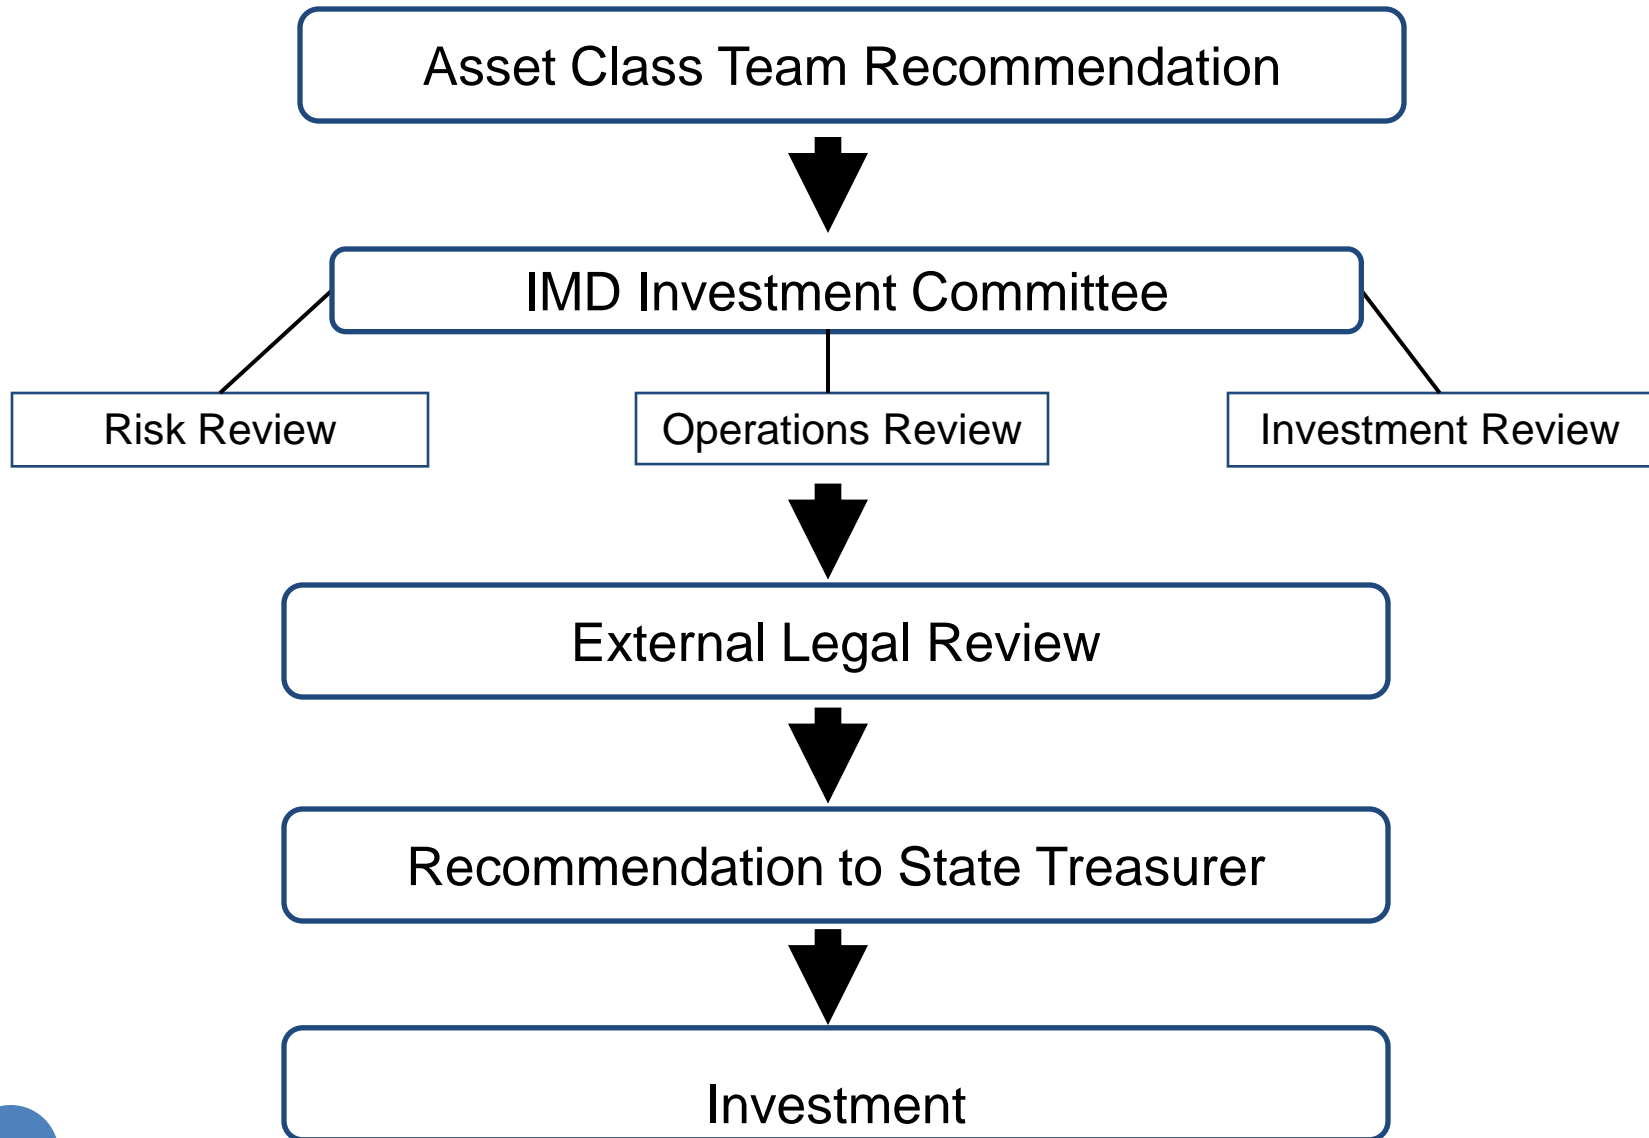 Asset Class Team Recommendation
IMD Investment Committee
Risk Review
Operations Review
Investment Review
External Legal Review
Recommendation to State Treasurer
Investment